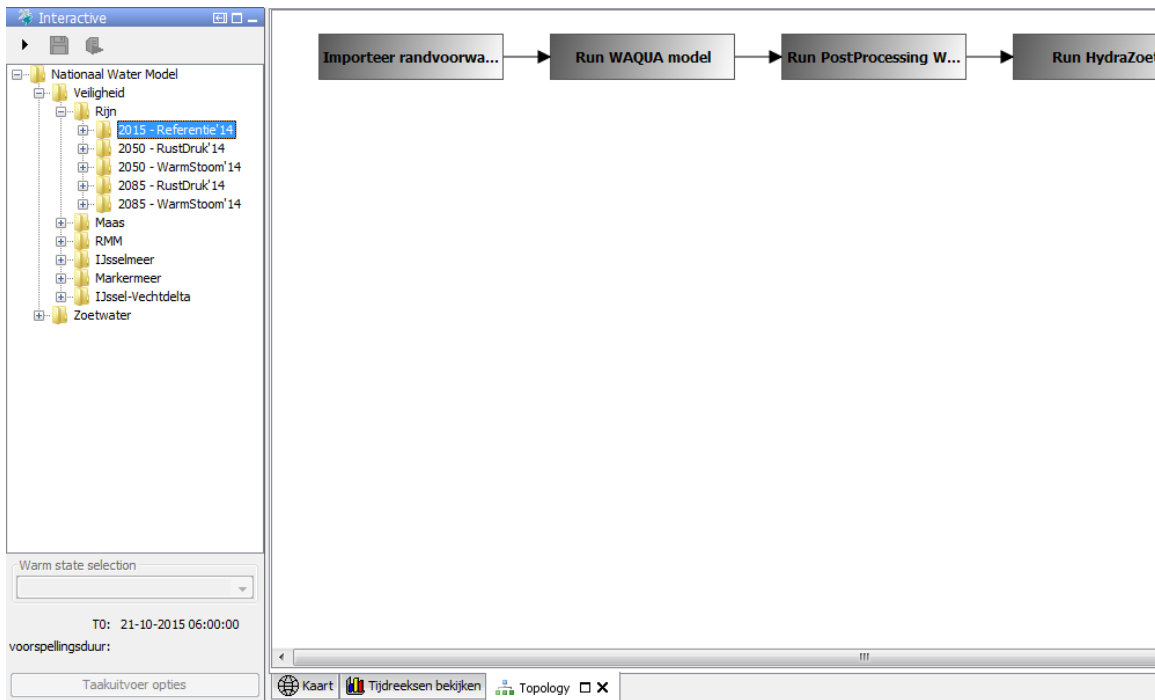 Interactive
Nationaal Water Model
Veiligheid
Rijn
2015 - Referentie'14
2050 - RustDruk'14
2050 - WarmStoom'14
2085 - RustDruk'14
2085 - WarmStoom'14
Maas
RMM
IJsselmeer
Markermeer
IJssel-Vechtdelta
Zoetwater
Warm state selection
T0: 21-10-2015 06:00:00
voorspellingsduur:
Taakuitvoer opties
Importeer randvoorwa...
Run WAQUA model
Run PostProcessing W...
Run HydraZoet
Kaart
Tijdreeksen bekijken
Topology